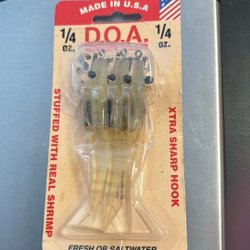 MADE IN U.S.A
1/4 OZ.
D.O.A.
1/4 OZ.
STUFFED WITH REAL SHRIMP
XTRA SHARP HOOK
FRESH OR SALTWATER